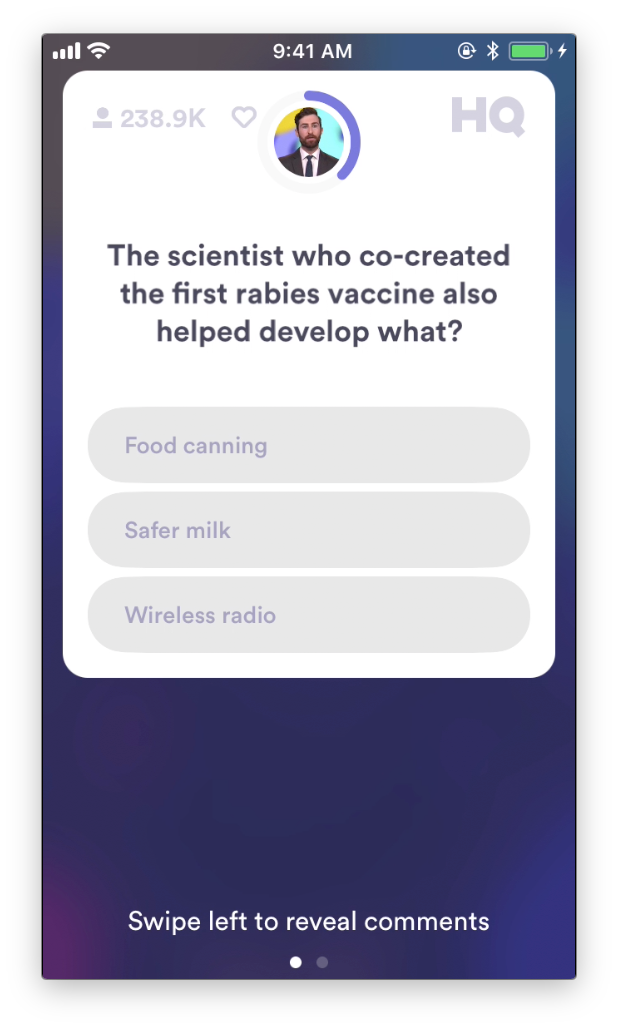 9:41 AM
238.9K
HQ
The scientist who co-created
the first rabies vaccine also
helped develop what?
Food canning
Safer milk
Wireless radio
Swipe left to reveal comments